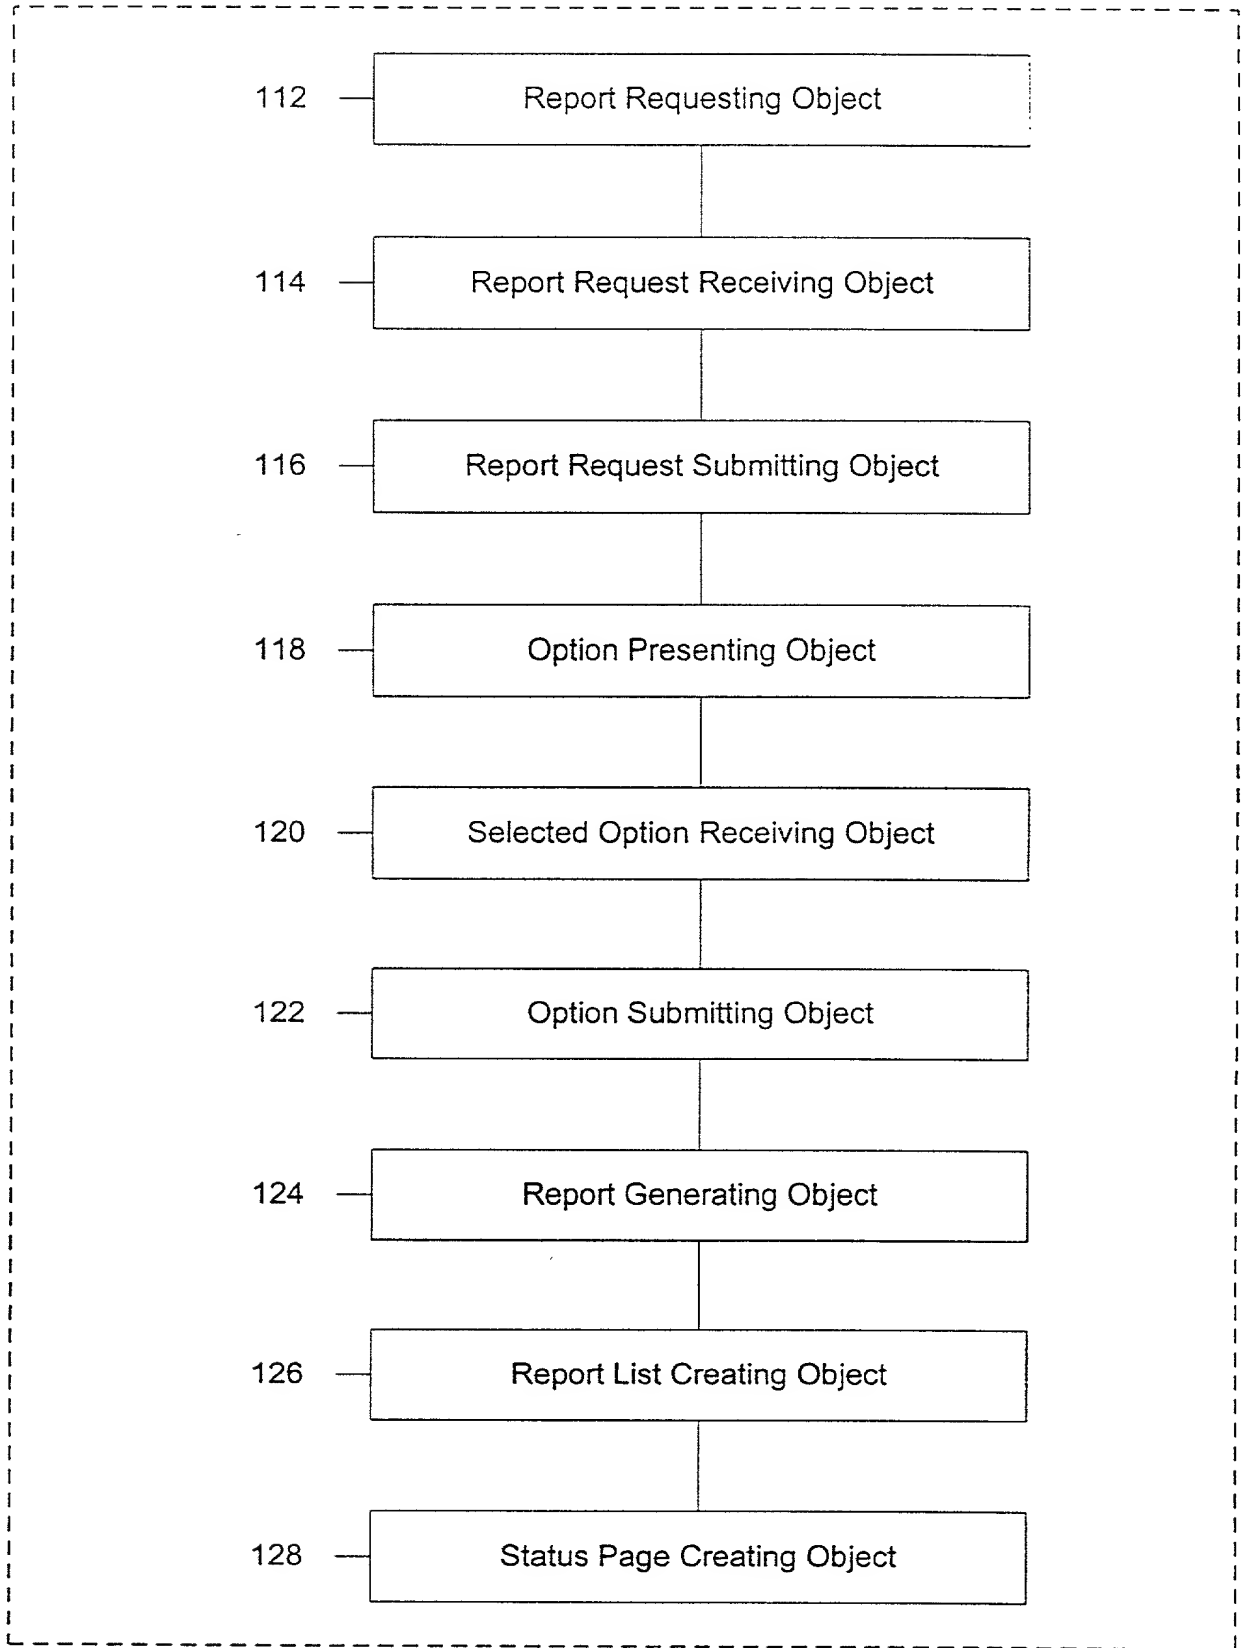 112 Report Requesting Object
114 Report Request Receiving Object
116 Report Request Submitting Object
118 Option Presenting Object
120 Selected Option Receiving Object
122 Option Submitting Object
124 Report Generating Object
126 Report List Creating Object
128 Status Page Creating Object